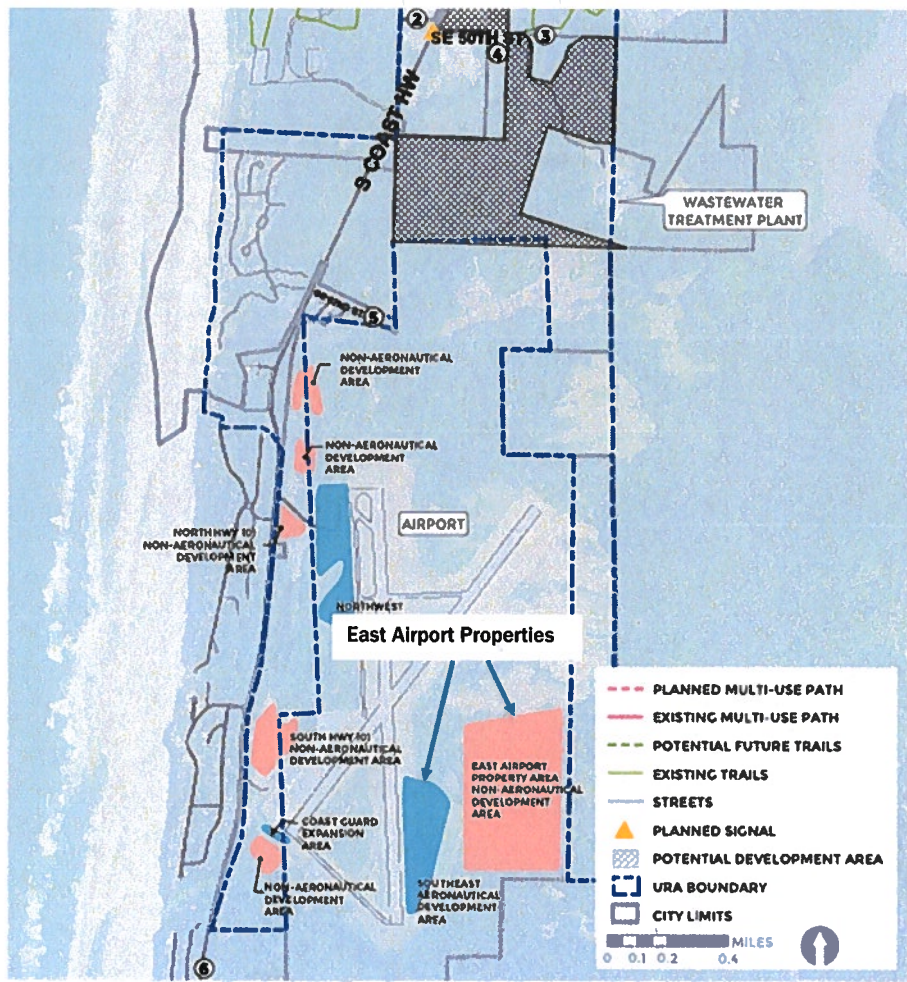 2
SE 50TH ST
3
4
S COAST HW
WASTEWATER
TREATMENT PLANT
5
NON-AERONAUTICAL
DEVELOPMENT
AREA
NON-AERONAUTICAL
DEVELOPMENT
AREA
AIRPORT
NORTH HWY 101
NON-AERONAUTICAL
DEVELOPMENT
AREA
NORTHWEST
East Airport Properties
SOUTH HWY 101
NON-AERONAUTICAL
DEVELOPMENT AREA
EAST AIRPORT
PROPERTY AREA
NON-AERONAUTICAL
DEVELOPMENT
AREA
COAST GUARD
EXPANSION
AREA
NON-AERONAUTICAL
DEVELOPMENT
AREA
SOUTHEAST
AERONAUTICAL
DEVELOPMENT
AREA
6
PLANNED MULTI-USE PATH
EXISTING MULTI-USE PATH
POTENTIAL FUTURE TRAILS
EXISTING TRAILS
STREETS
PLANNED SIGNAL
POTENTIAL DEVELOPMENT AREA
URA BOUNDARY
CITY LIMITS
MILES
0 0.1 0.2 0.4